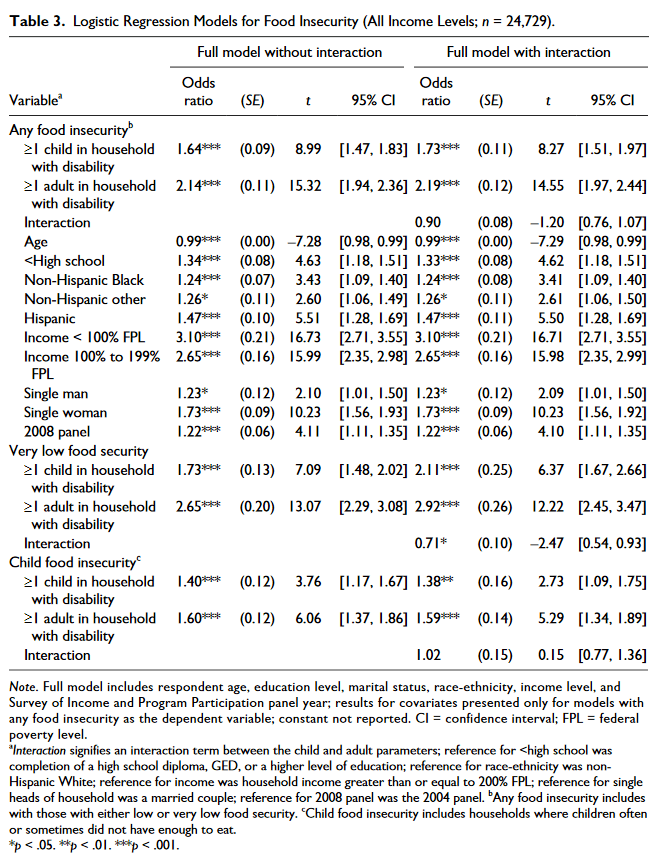 Table 3. Logistic Regression Models for Food Insecurity (All Income Levels; n = 24,729).
Full model without interaction Full model with interaction
Odds Odds
Variableᵃ ratio (SE) t 95% CI ratio (SE) t 95% CI
Any food insecurityᵇ
≥1 child in household 1.64*** (0.09) 8.99 [1.47, 1.83] 1.73*** (0.11) 8.27 [1.51, 1.97]
with disability
≥1 adult in household 2.14*** (0.11) 15.32 [1.94, 2.36] 2.19*** (0.12) 14.55 [1.97, 2.44]
with disability
Interaction 0.90 (0.08) −1.20 [0.76, 1.07]
Age 0.99*** (0.00) −7.28 [0.98, 0.99] 0.99*** (0.00) −7.29 [0.98, 0.99]
<High school 1.34*** (0.08) 4.63 [1.18, 1.51] 1.33*** (0.08) 4.62 [1.18, 1.51]
Non-Hispanic Black 1.24*** (0.07) 3.43 [1.09, 1.40] 1.24*** (0.08) 3.41 [1.09, 1.40]
Non-Hispanic other 1.26* (0.11) 2.60 [1.06, 1.49] 1.26* (0.11) 2.61 [1.06, 1.50]
Hispanic 1.47*** (0.10) 5.51 [1.28, 1.69] 1.47*** (0.11) 5.50 [1.28, 1.69]
Income < 100% FPL 3.10*** (0.21) 16.73 [2.71, 3.55] 3.10*** (0.21) 16.71 [2.71, 3.55]
Income 100% to 199% 2.65*** (0.16) 15.99 [2.35, 2.98] 2.65*** (0.16) 15.98 [2.35, 2.99]
FPL
Single man 1.23* (0.12) 2.10 [1.01, 1.50] 1.23* (0.12) 2.09 [1.01, 1.50]
Single woman 1.73*** (0.09) 10.23 [1.56, 1.93] 1.73*** (0.09) 10.23 [1.56, 1.92]
2008 panel 1.22*** (0.06) 4.11 [1.11, 1.35] 1.22*** (0.06) 4.10 [1.11, 1.35]
Very low food security
≥1 child in household 1.73*** (0.13) 7.09 [1.48, 2.02] 2.11*** (0.25) 6.37 [1.67, 2.66]
with disability
≥1 adult in household 2.65*** (0.20) 13.07 [2.29, 3.08] 2.92*** (0.26) 12.22 [2.45, 3.47]
with disability
Interaction 0.71* (0.10) −2.47 [0.54, 0.93]
Child food insecurityᶜ
≥1 child in household 1.40*** (0.12) 3.76 [1.17, 1.67] 1.38** (0.16) 2.73 [1.09, 1.75]
with disability
≥1 adult in household 1.60*** (0.12) 6.06 [1.37, 1.86] 1.59*** (0.14) 5.29 [1.34, 1.89]
with disability
Interaction 1.02 (0.15) 0.15 [0.77, 1.36]
Note. Full model includes respondent age, education level, marital status, race-ethnicity, income level, and
Survey of Income and Program Participation panel year; results for covariates presented only for models with
any food insecurity as the dependent variable; constant not reported. CI = confidence interval; FPL = federal
poverty level.
ᵃInteraction signifies an interaction term between the child and adult parameters; reference for <high school was
completion of a high school diploma, GED, or a higher level of education; reference for race-ethnicity was non-
Hispanic White; reference for income was household income greater than or equal to 200% FPL; reference for single
heads of household was a married couple; reference for 2008 panel was the 2004 panel. ᵇAny food insecurity includes
with those with either low or very low food security. ᶜChild food insecurity includes households where children often
or sometimes did not have enough to eat.
*p < .05. **p < .01. ***p < .001.